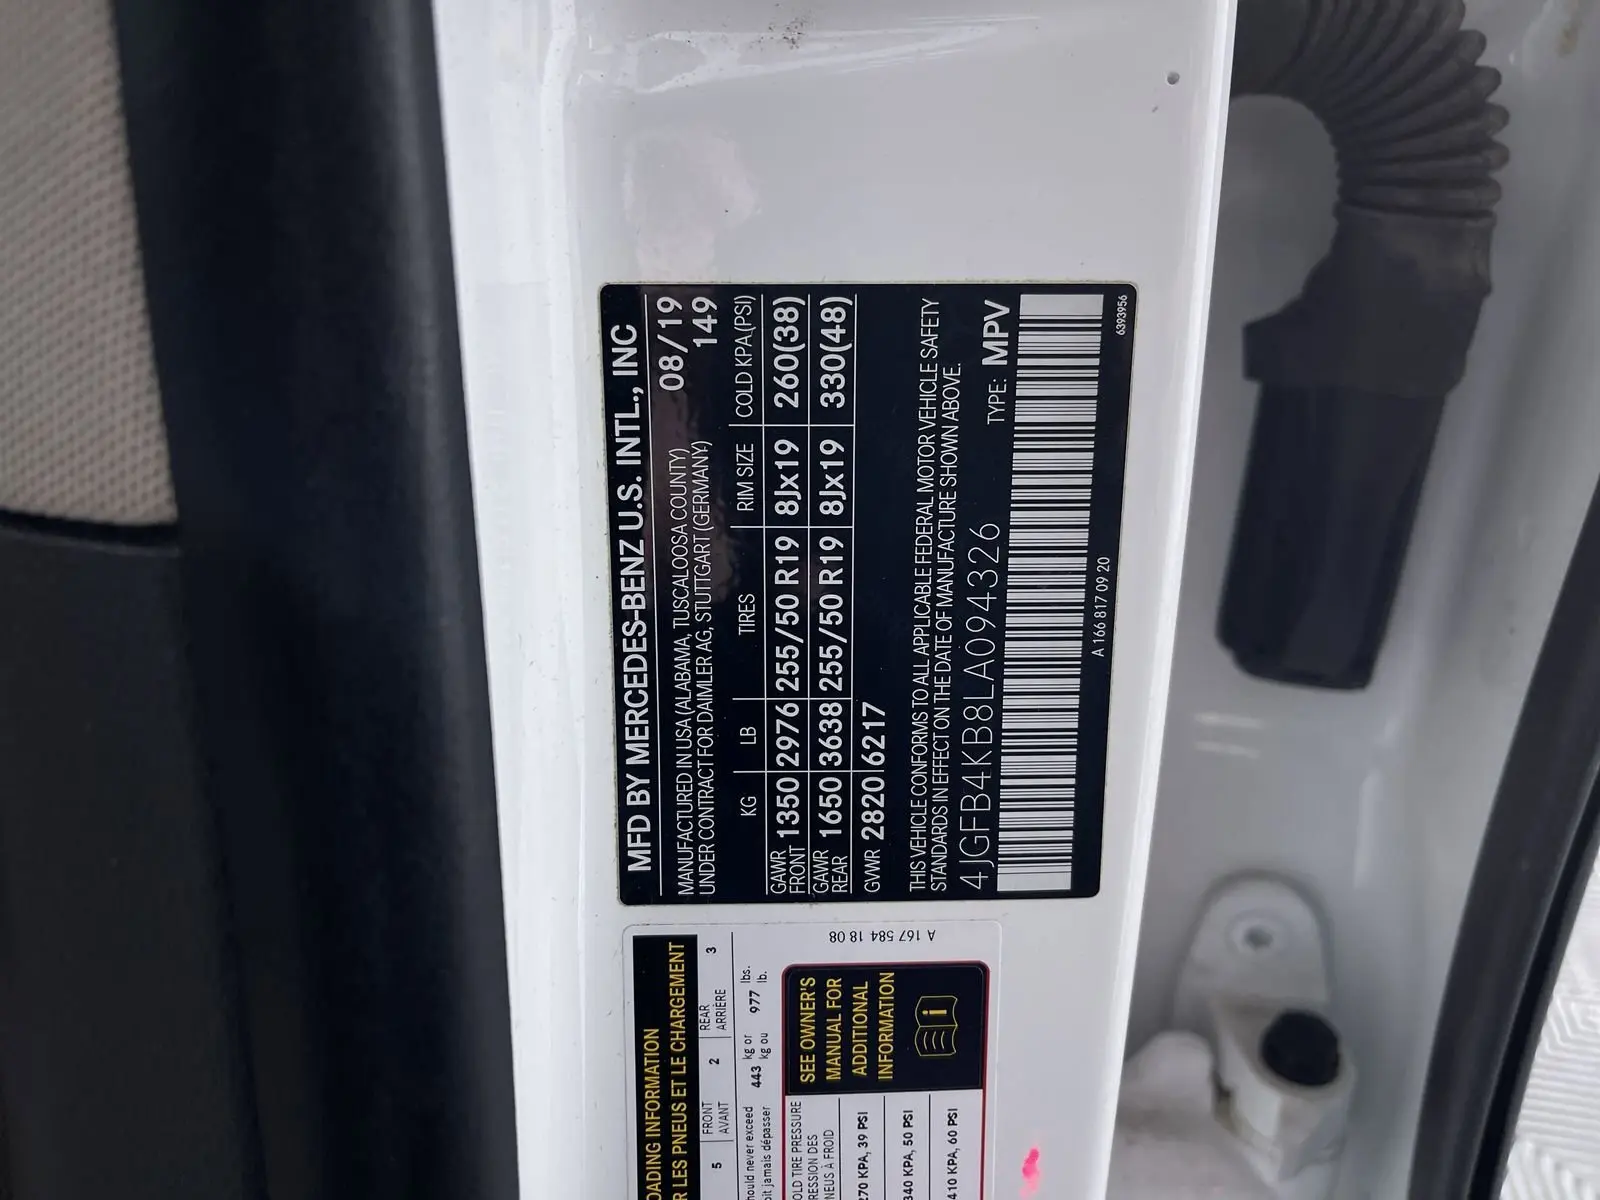 MFD BY MERCEDES-BENZ U.S. INTL., INC
08/19
MANUFACTURED IN USA (ALABAMA, TUSCALOOSA COUNTY)
UNDER CONTRACT FOR DAIMLER AG, STUTTGART (GERMANY)
149
KG LB TIRES RIM SIZE COLD KPA(PSI)
GAWR FRONT 1350 2976 255/50 R19 8Jx19 260(38)
GAWR REAR 1650 3638 255/50 R19 8Jx19 330(48)
GVWR 2820 6217
THIS VEHICLE CONFORMS TO ALL APPLICABLE FEDERAL MOTOR VEHICLE SAFETY
STANDARDS IN EFFECT ON THE DATE OF MANUFACTURE SHOWN ABOVE.
4JGFB4KB8LA094326 TYPE: MPV
A 166 817 09 20
6393956
LOADING INFORMATION
LES PNEUS ET LE CHARGEMENT
5 FRONT AVANT 2 REAR ARRIÈRE 3
should never exceed 443 kg or 977 lbs.
jamais dépasser kg ou lb.
COLD TIRE PRESSURE
PRESSION DES
PNEUS À FROID
270 KPA, 39 PSI
340 KPA, 50 PSI
410 KPA, 60 PSI
SEE OWNER'S
MANUAL FOR
ADDITIONAL
INFORMATION
i
A 167 584 18 08